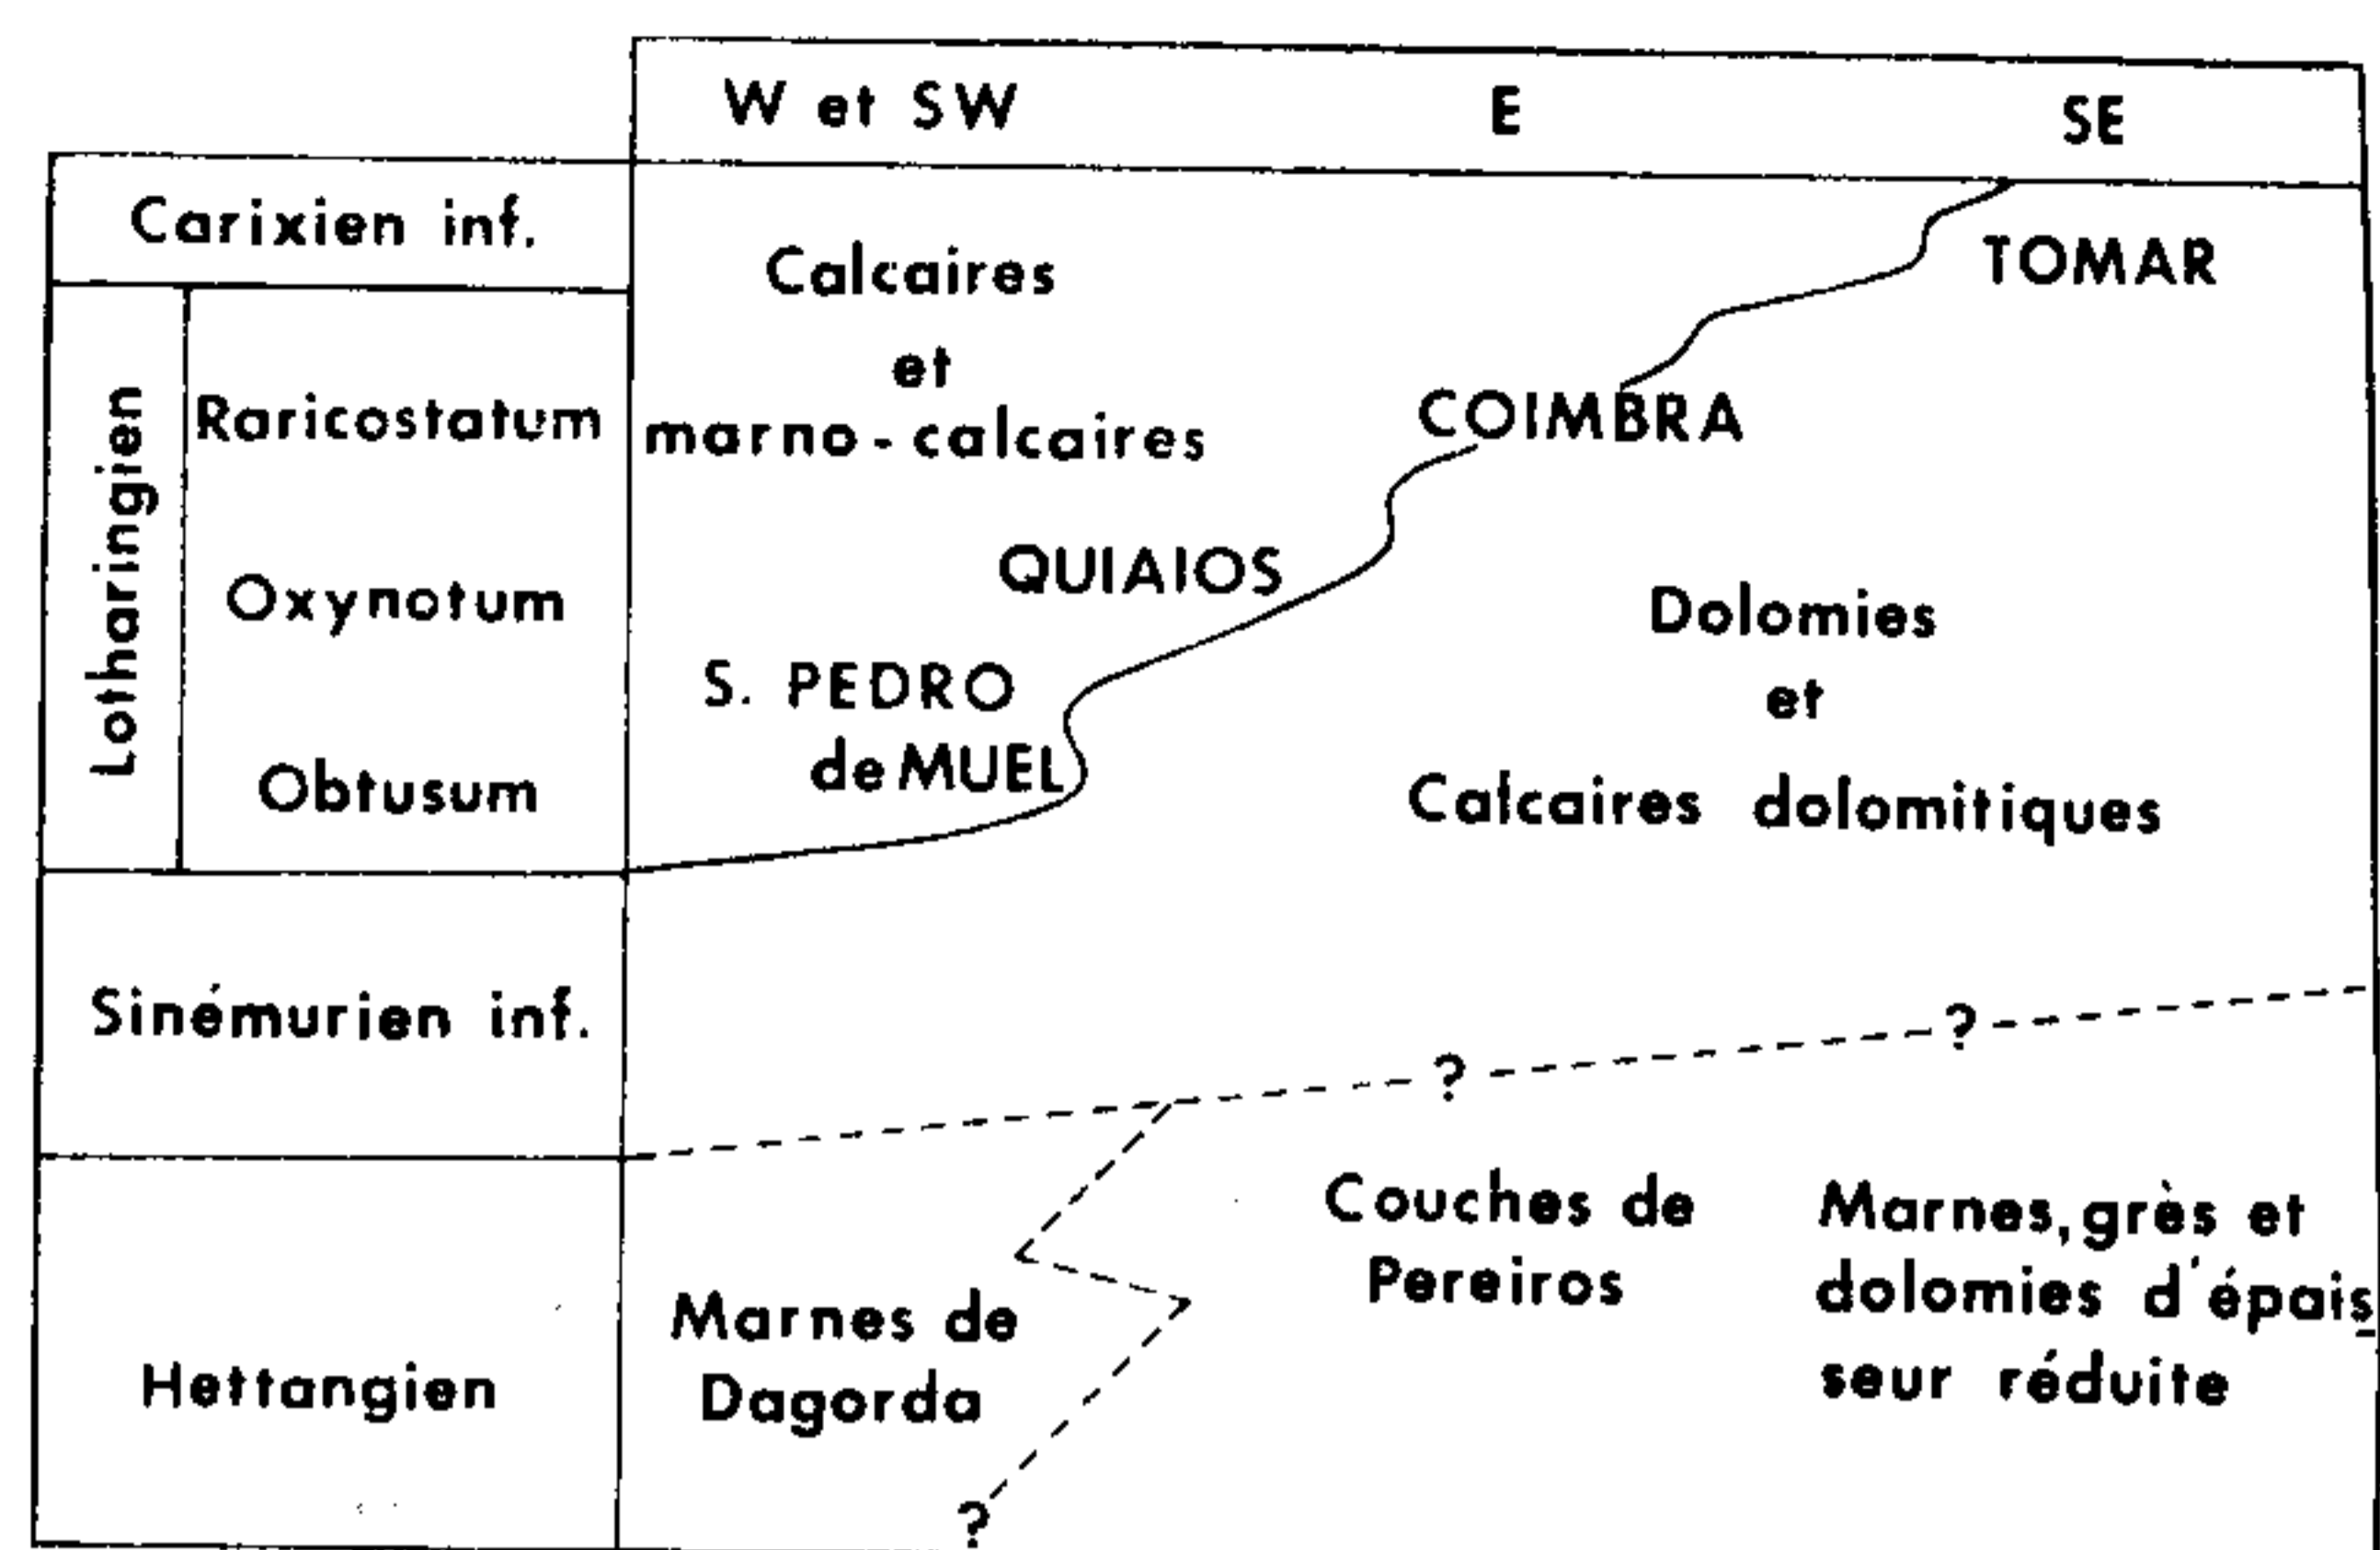 W et SW E SE
Carixien inf.
Lotharingien
Raricostatum
Oxynotum
Obtusum
Sinémurien inf.
Hettangien
Calcaires
et
marno-calcaires
TOMAR
COIMBRA
QUIAIOS
S. PEDRO
de MUEL
Dolomies
et
Calcaires dolomitiques
?
?
Marnes de
Dagorda
?
Couches de
Pereiros
Marnes, grès et
dolomies d'épais-
seur réduite